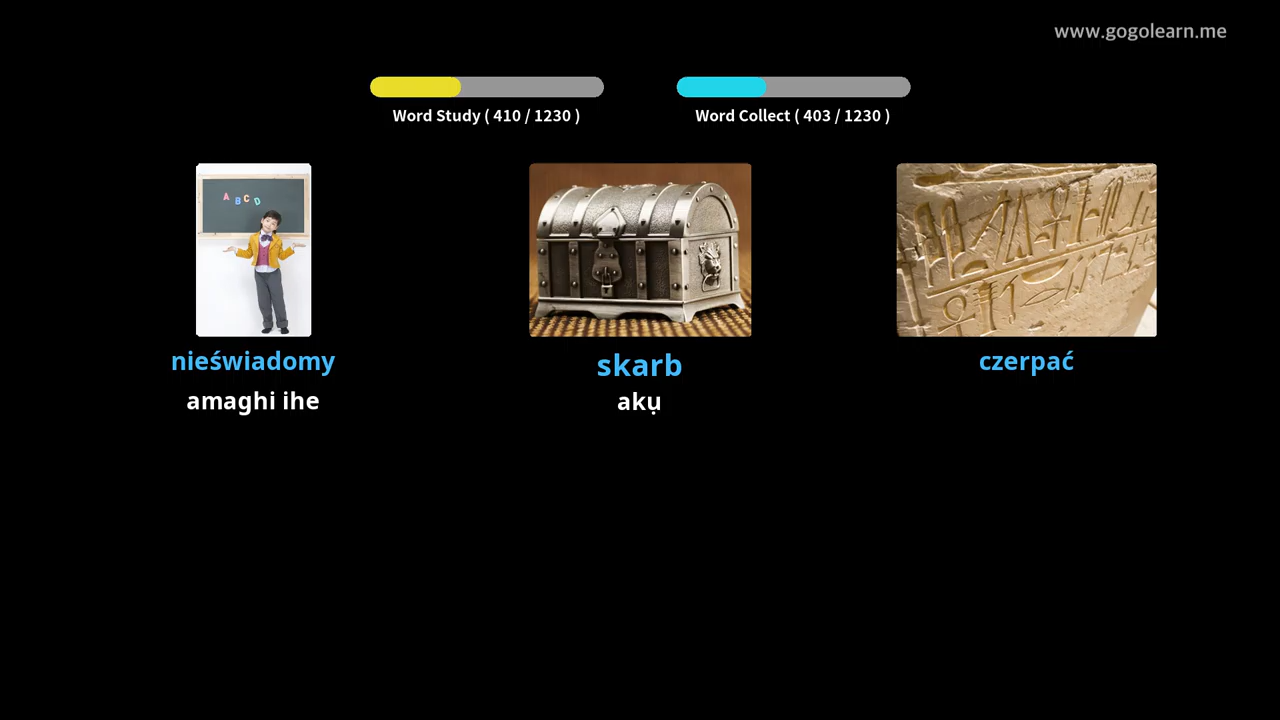 www.gogolearn.me
Word Study ( 410 / 1230 )
Word Collect ( 403 / 1230 )
A B C D
nieświadomy
skarb
czerpać
amaghi ihe
akụ